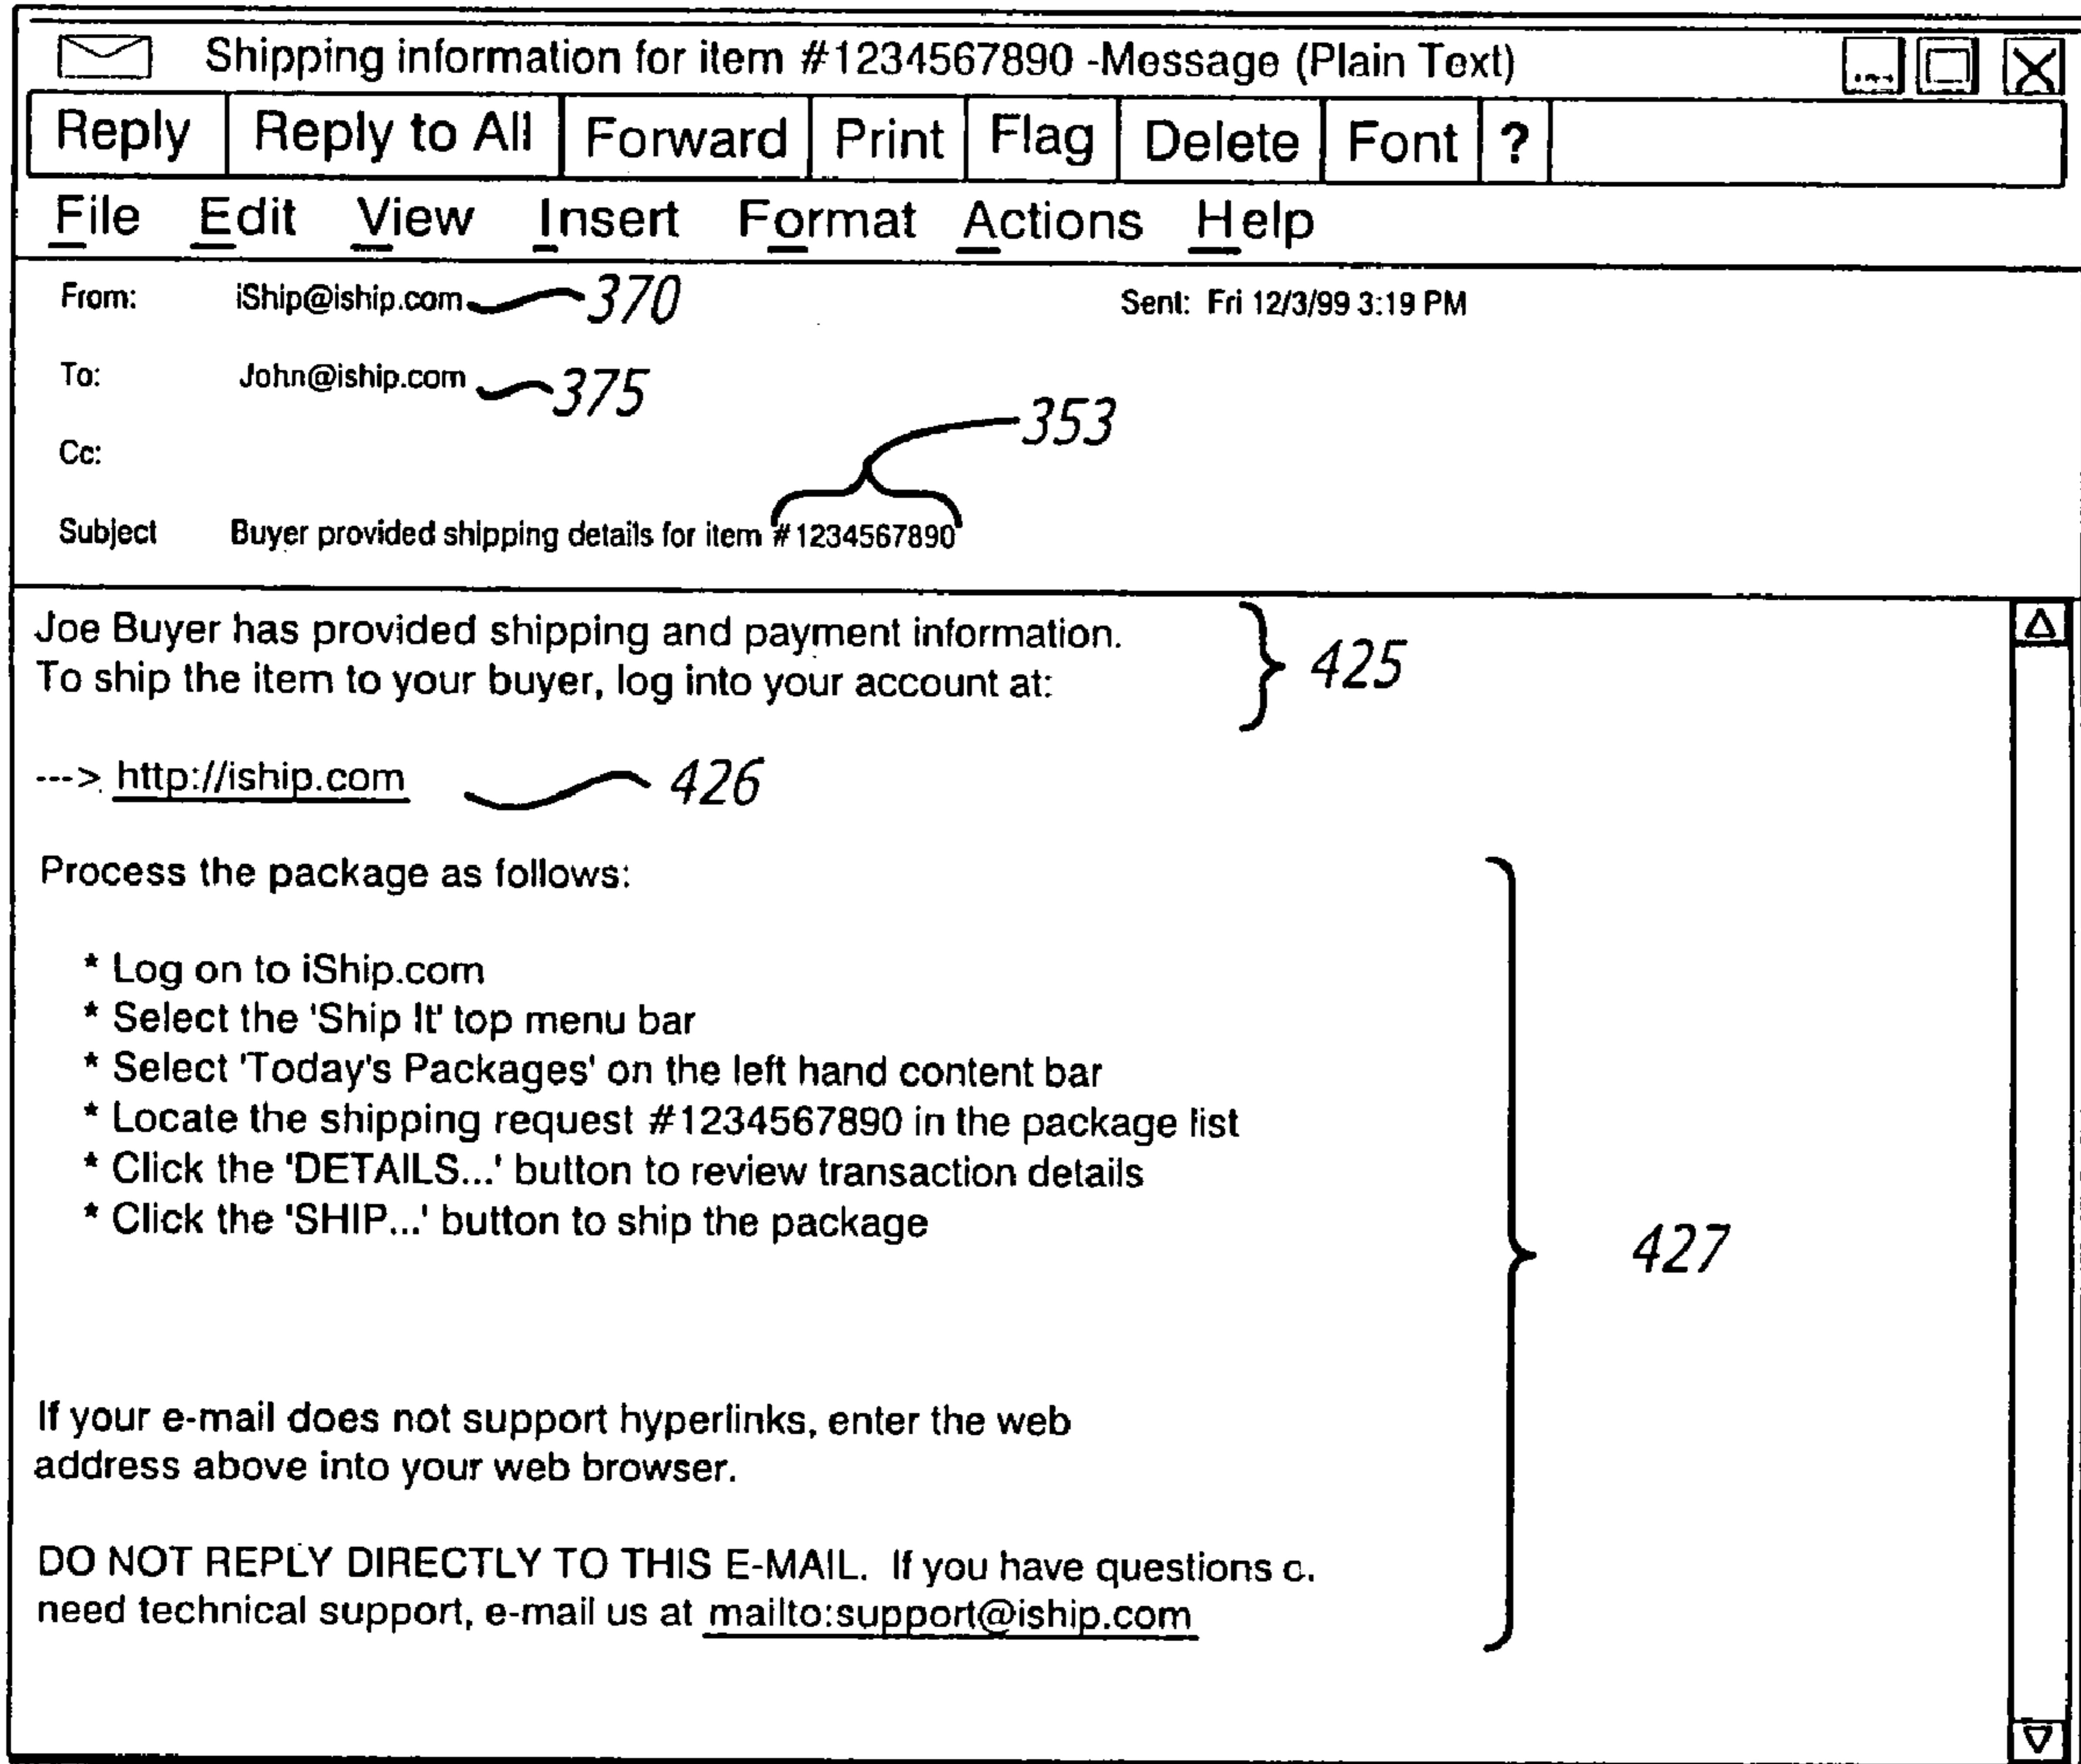 Shipping information for item #1234567890 -Message (Plain Text)
Reply Reply to All Forward Print Flag Delete Font ?
File Edit View Insert Format Actions Help
From: iShip@iship.com 370 Sent: Fri 12/3/99 3:19 PM
To: John@iship.com 375
353
Cc:
Subject Buyer provided shipping details for item #1234567890
Joe Buyer has provided shipping and payment information.
To ship the item to your buyer, log into your account at:
425
---> http://iship.com 426
Process the package as follows:
* Log on to iShip.com
* Select the 'Ship It' top menu bar
* Select 'Today's Packages' on the left hand content bar
* Locate the shipping request #1234567890 in the package list
* Click the 'DETAILS...' button to review transaction details
* Click the 'SHIP...' button to ship the package
427
If your e-mail does not support hyperlinks, enter the web
address above into your web browser.
DO NOT REPLY DIRECTLY TO THIS E-MAIL. If you have questions
need technical support, e-mail us at mailto:support@iship.com